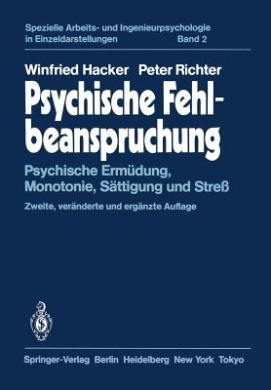 Spezielle Arbeits- und Ingenieurpsychologie
in Einzeldarstellungen Band 2
Winfried Hacker Peter Richter
Psychische Fehl-
beanspruchung
Psychische Ermüdung,
Monotonie, Sättigung und Streß
Zweite, veränderte und ergänzte Auflage
Springer-Verlag Berlin Heidelberg New York Tokyo